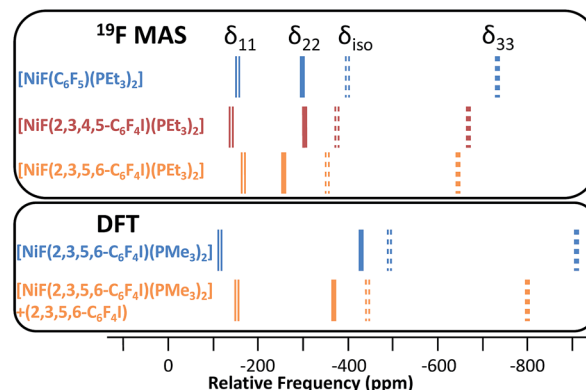 ¹⁹F MAS
δ₁₁ δ₂₂ δiso δ₃₃
[NiF(C₆F₅)(PEt₃)₂]
[NiF(2,3,4,5-C₆F₄I)(PEt₃)₂]
[NiF(2,3,5,6-C₆F₄I)(PEt₃)₂]
DFT
[NiF(2,3,5,6-C₆F₄I)(PMe₃)₂]
[NiF(2,3,5,6-C₆F₄I)(PMe₃)₂]
+(2,3,5,6-C₆F₄I)
0 -200 -400 -600 -800
Relative Frequency (ppm)